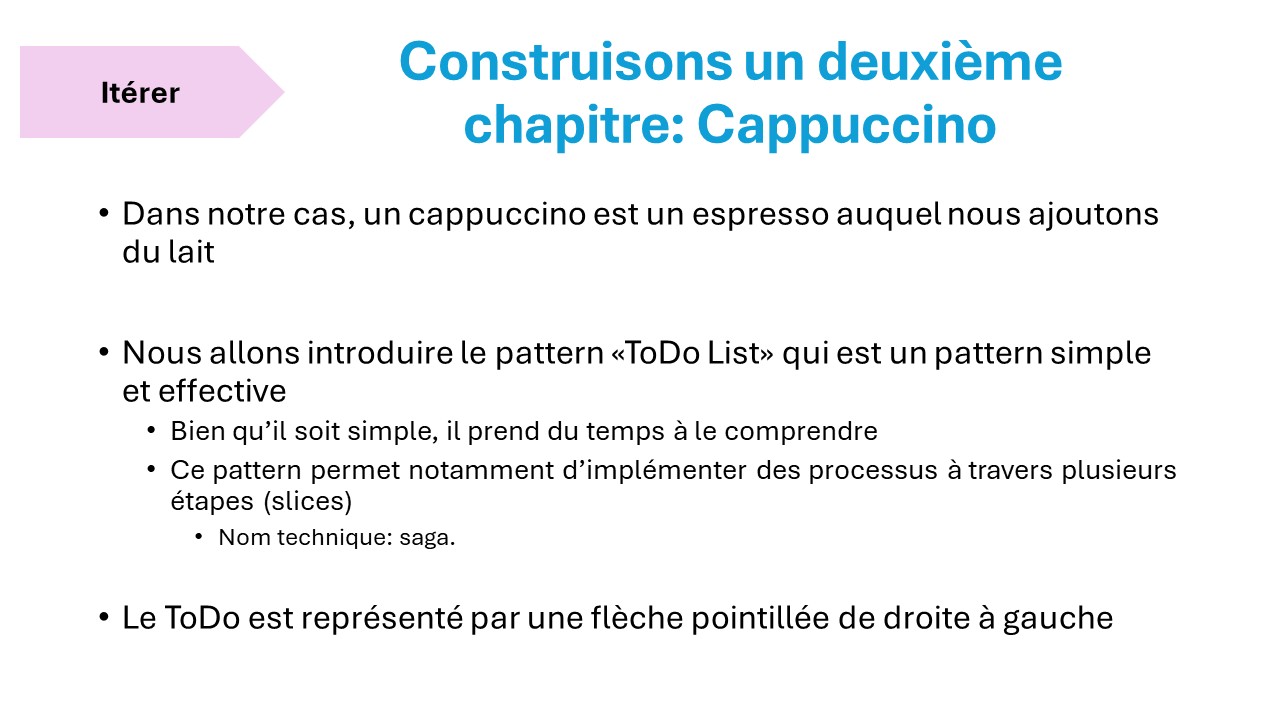 Itérer
Construisons un deuxième
chapitre: Cappuccino
• Dans notre cas, un cappuccino est un espresso auquel nous ajoutons
du lait
• Nous allons introduire le pattern «ToDo List» qui est un pattern simple
et effective
• Bien qu’il soit simple, il prend du temps à le comprendre
• Ce pattern permet notamment d’implémenter des processus à travers plusieurs
étapes (slices)
• Nom technique: saga.
• Le ToDo est représenté par une flèche pointillée de droite à gauche